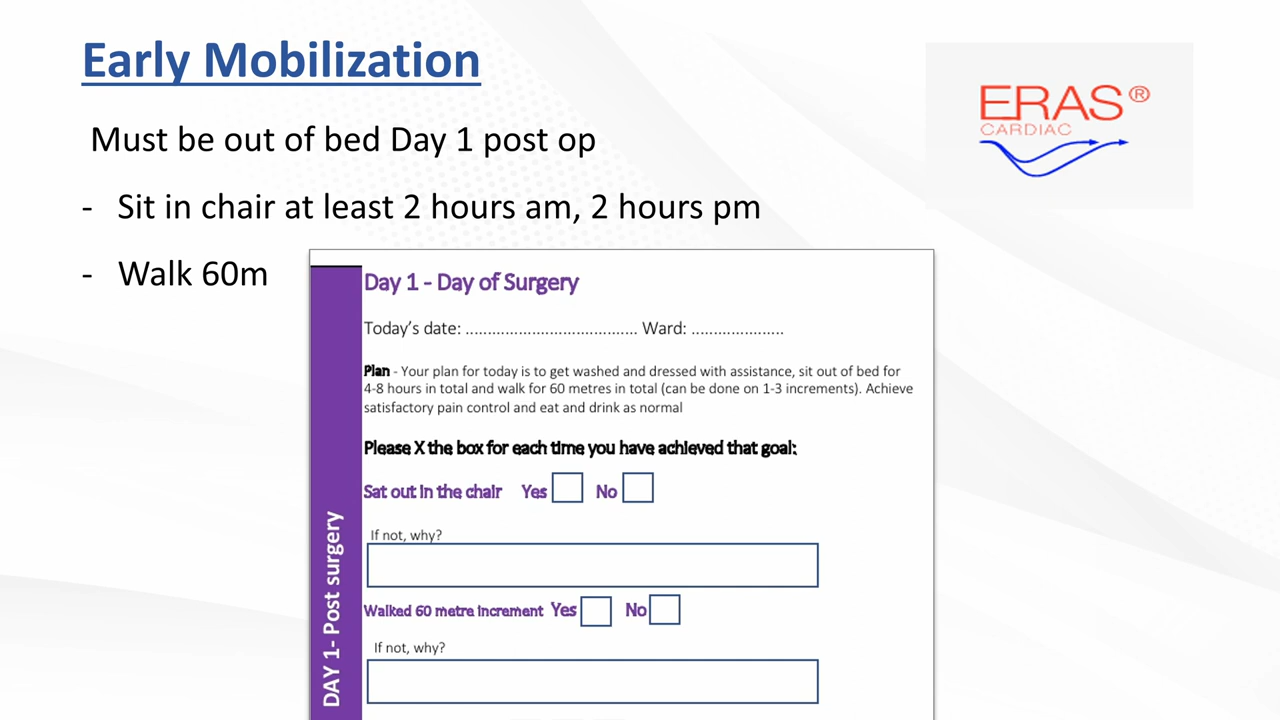 Early Mobilization
ERAS®
CARDIAC
Must be out of bed Day 1 post op
- Sit in chair at least 2 hours am, 2 hours pm
- Walk 60m
DAY 1- Post surgery
Day 1 - Day of Surgery
Today's date: ...................................... Ward: .....................
Plan - Your plan for today is to get washed and dressed with assistance, sit out of bed for
4-8 hours in total and walk for 60 metres in total (can be done on 1-3 increments). Achieve
satisfactory pain control and eat and drink as normal
Please X the box for each time you have achieved that goal:
Sat out in the chair Yes No
If not, why?
Walked 60 metre increment Yes No
If not, why?